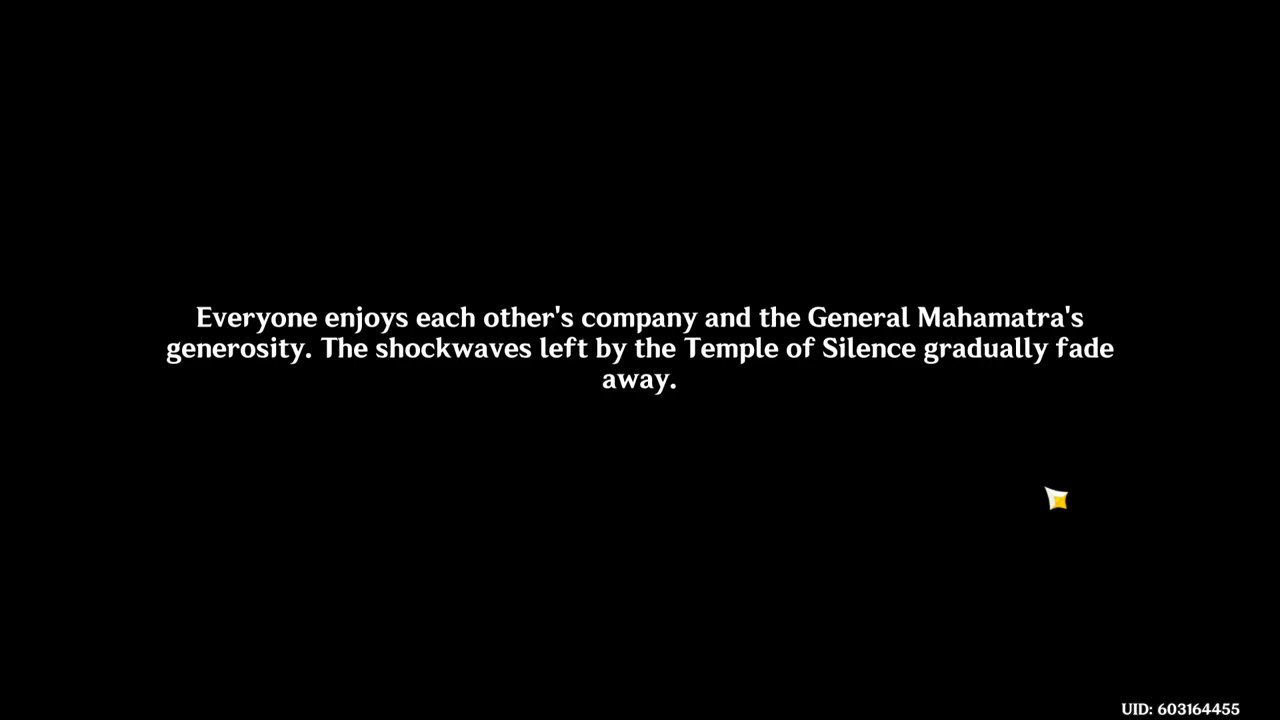 Everyone enjoys each other's company and the General Mahamatra's
generosity. The shockwaves left by the Temple of Silence gradually fade
away.
UID: 603164455